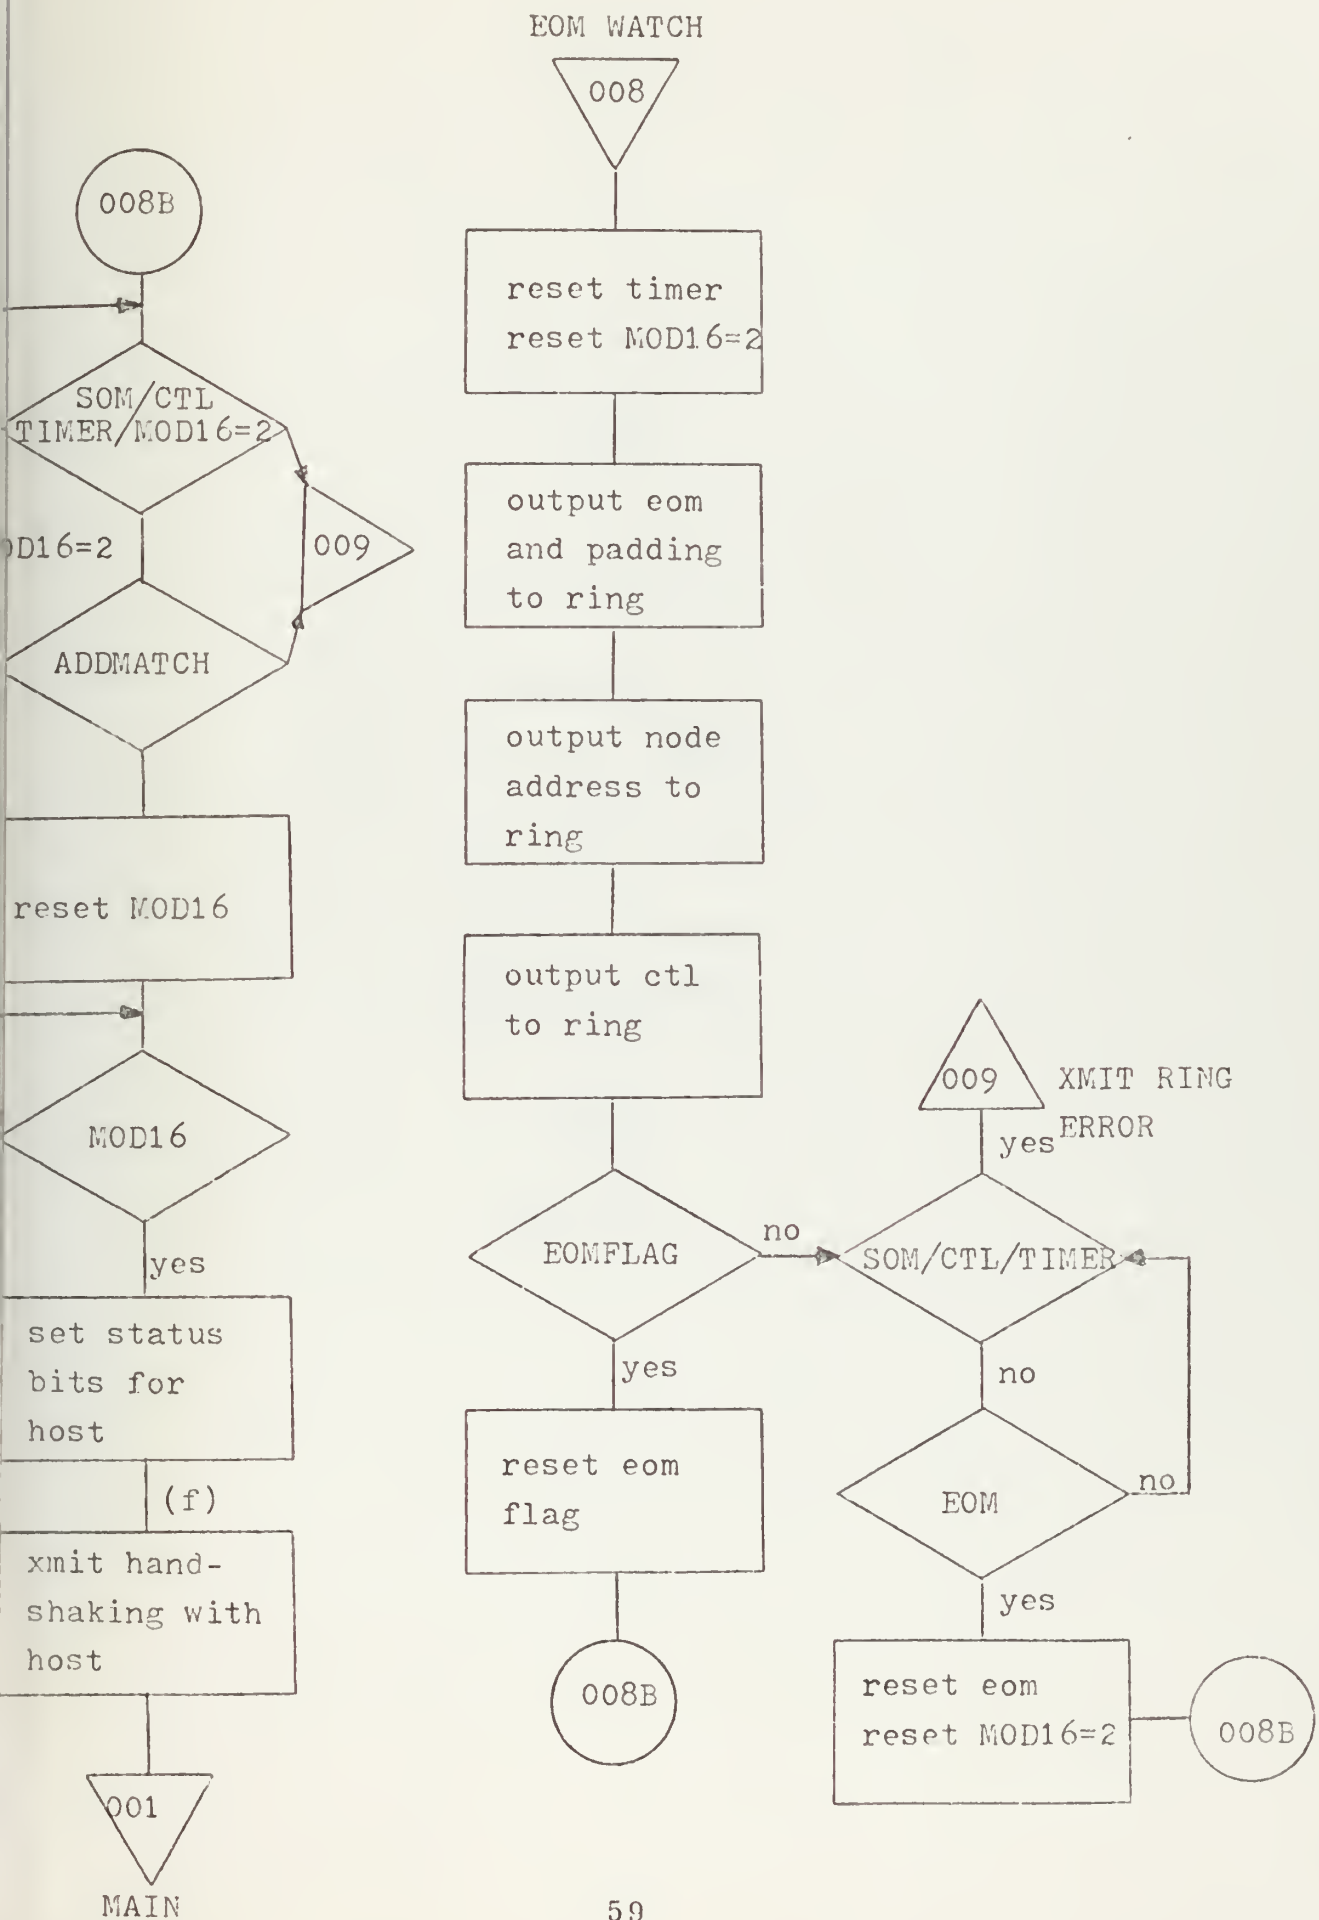 EOM WATCH
008
008B
reset timer
reset MOD16=2
SOM/CTL
TIMER/MOD16=2
output eom
and padding
to ring
D16=2
009
ADDMATCH
output node
address to
ring
reset MOD16
output ctl
to ring
009
XMIT RING
ERROR
yes
MOD16
EOMFLAG
no
SOM/CTL/TIMER
yes
set status
bits for
host
yes
no
reset eom
flag
EOM
no
(f)
xmit hand-
shaking with
host
yes
008B
reset eom
reset MOD16=2
008B
001
MAIN
59